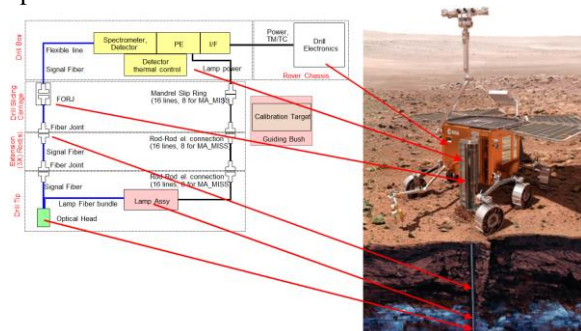 Drill Box
Spectrometer,
Detector
PE
I/F
Power,
TM/TC
Drill
Electronics
Flexible line
Detector
thermal control
Lamp power
Signal Fiber
Rover Chassis
Drill Sliding
Carriage
FORJ
Mandrel Slip Ring
(16 lines, 8 for MA_MISS)
Calibration Target
Guiding Bush
Fiber Joint
Extension
(3X) Rod(s)
Rod-Rod el. connection
(16 lines, 8 for MA_MISS)
Signal Fiber
Fiber Joint
Drill Tip
Rod-Rod el. connection
(16 lines, 8 for MA_MISS)
Signal Fiber
Lamp Fiber bundle
Lamp Assy
Optical Head